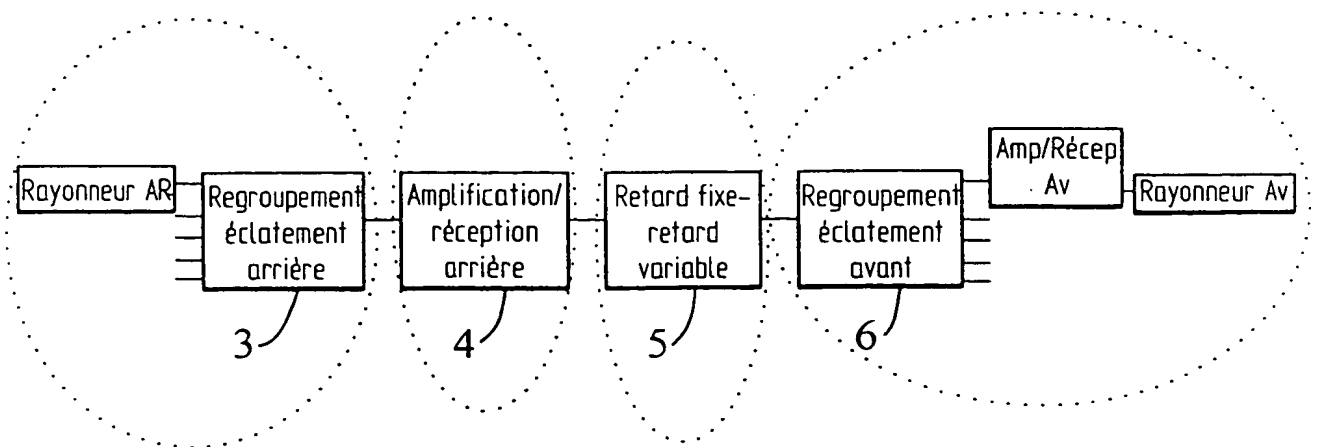 Rayonneur AR
Regroupement
éclatement
arrière
3
Amplification/
réception
arrière
4
Retard fixe-
retard
variable
5
Regroupement
éclatement
avant
6
Amp/Récep
Av
Rayonneur Av